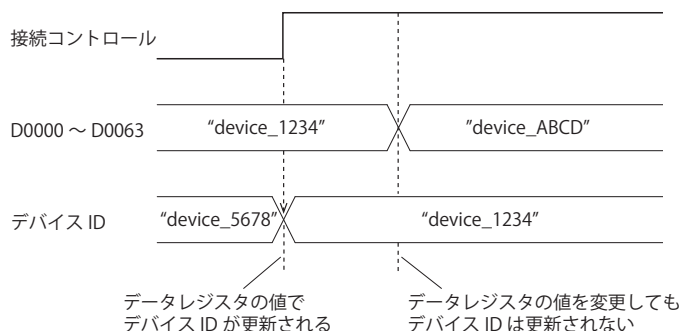 接続コントロール
D0000 ～ D0063
“device_1234”
”device_ABCD”
デバイス ID
“device_5678”
“device_1234”
データレジスタの値で
デバイス ID が更新される
データレジスタの値を変更しても
デバイス ID は更新されない